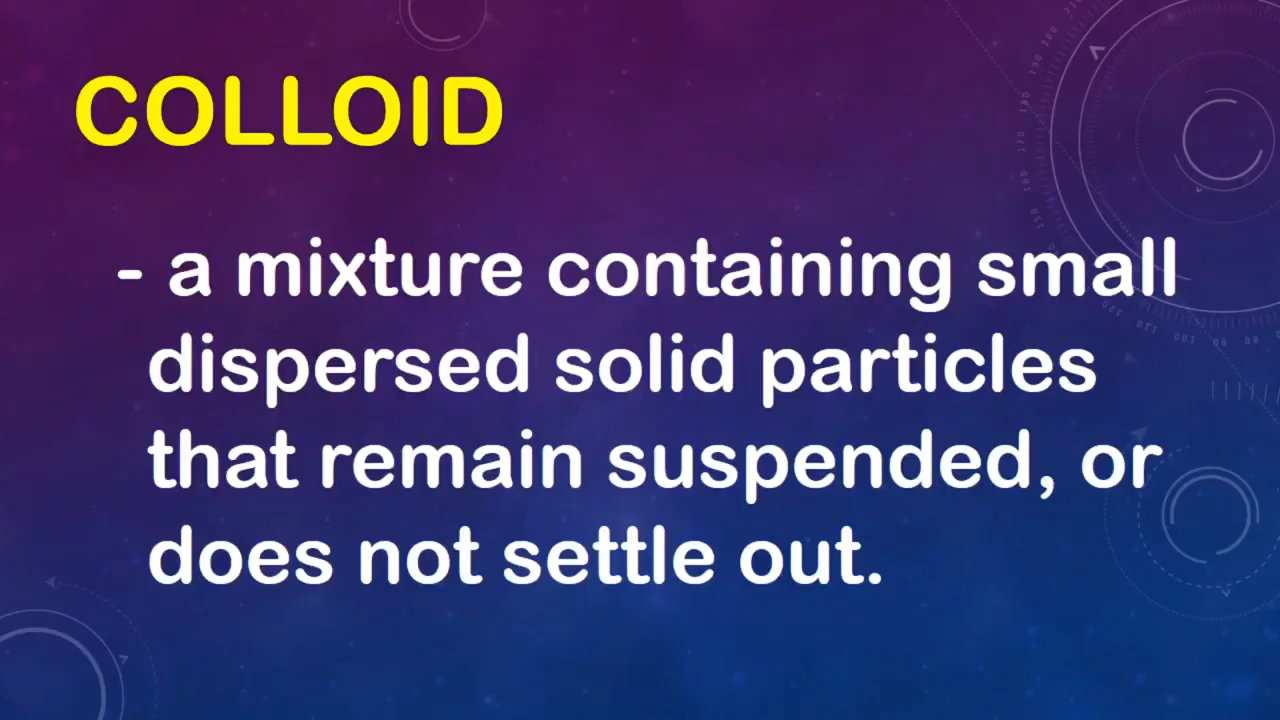 COLLOID
- a mixture containing small
dispersed solid particles
that remain suspended, or
does not settle out.